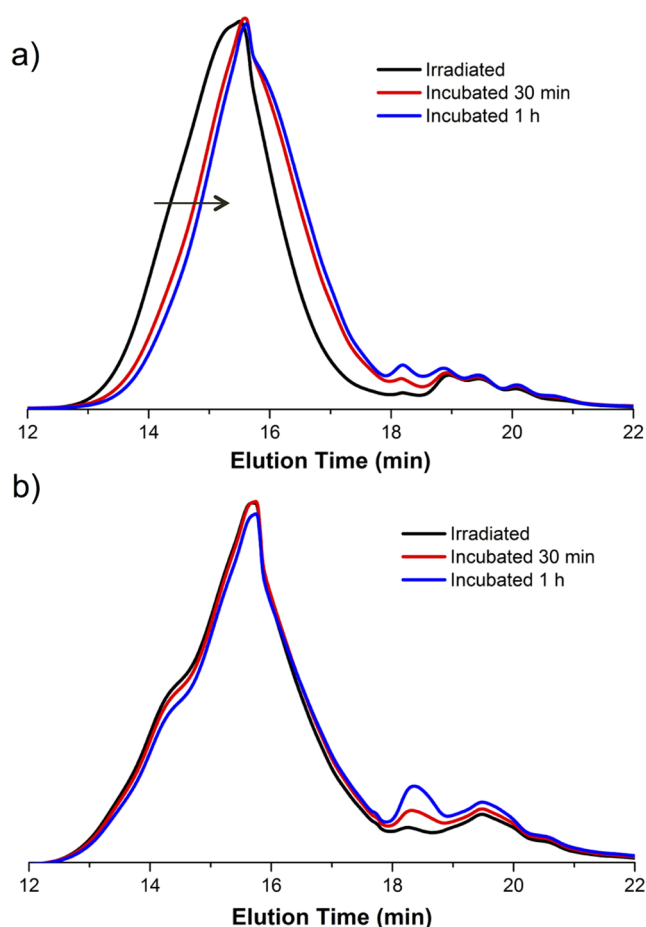 a)
Irradiated
Incubated 30 min
Incubated 1 h
12 14 16 18 20 22
Elution Time (min)
b)
Irradiated
Incubated 30 min
Incubated 1 h
12 14 16 18 20 22
Elution Time (min)